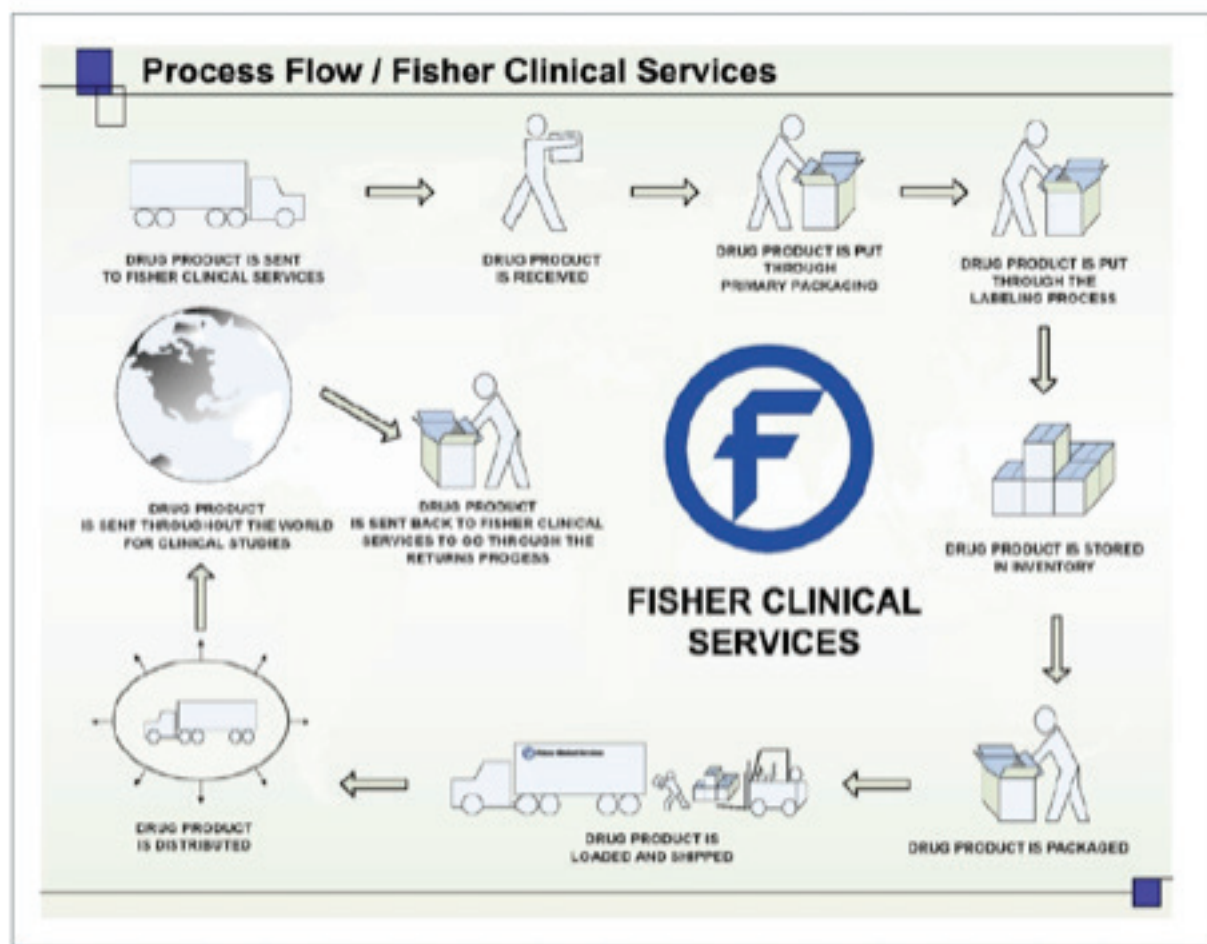 Process Flow / Fisher Clinical Services
DRUG PRODUCT IS SENT
TO FISHER CLINICAL SERVICES
DRUG PRODUCT
IS RECEIVED
DRUG PRODUCT IS PUT
THROUGH
PRIMARY PACKAGING
DRUG PRODUCT IS PUT
THROUGH THE
LABELING PROCESS
DRUG PRODUCT IS STORED
IN INVENTORY
DRUG PRODUCT IS PACKAGED
DRUG PRODUCT IS
LOADED AND SHIPPED
DRUG PRODUCT
IS DISTRIBUTED
DRUG PRODUCT
IS SENT THROUGHOUT THE WORLD
FOR CLINICAL STUDIES
DRUG PRODUCT
IS SENT BACK TO FISHER CLINICAL
SERVICES TO GO THROUGH THE
RETURNS PROCESS
F
FISHER CLINICAL
SERVICES